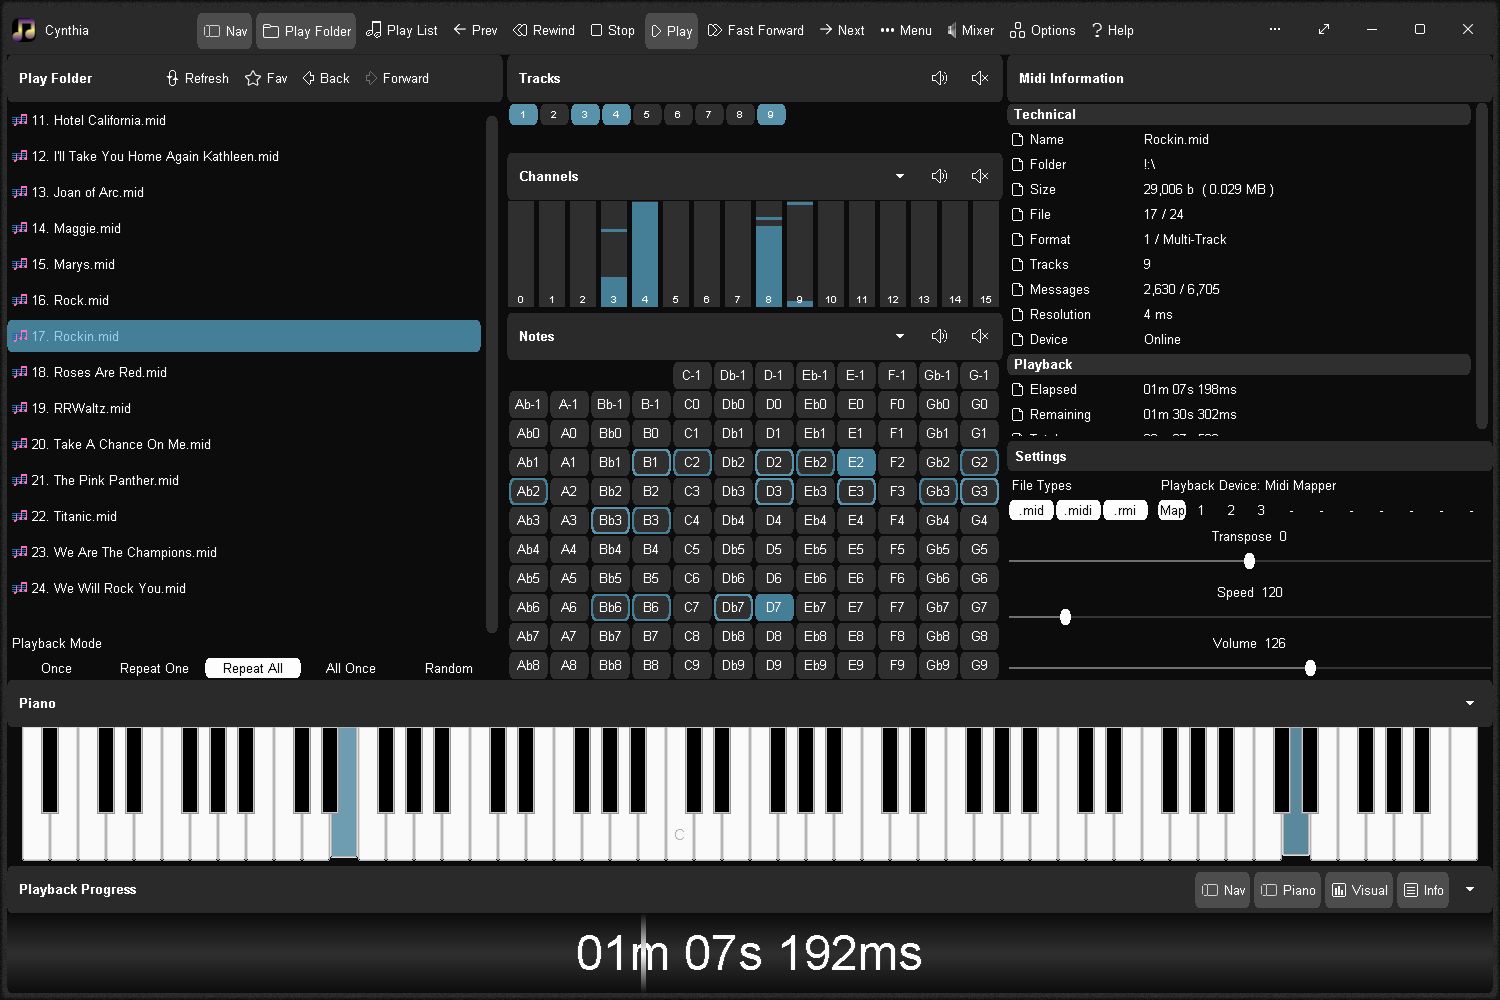 Cynthia
Nav Play Folder Play List Prev Rewind Stop Play Fast Forward Next Menu Mixer Options Help
Play Folder Refresh Fav Back Forward
11. Hotel California.mid
12. I'll Take You Home Again Kathleen.mid
13. Joan of Arc.mid
14. Maggie.mid
15. Marys.mid
16. Rock.mid
17. Rockin.mid
18. Roses Are Red.mid
19. RRWaltz.mid
20. Take A Chance On Me.mid
21. The Pink Panther.mid
22. Titanic.mid
23. We Are The Champions.mid
24. We Will Rock You.mid
Playback Mode
Once Repeat One Repeat All All Once Random
Tracks
1 2 3 4 5 6 7 8 9
Channels
0 1 2 3 4 5 6 7 8 9 10 11 12 13 14 15
Notes
C-1 Db-1 D-1 Eb-1 E-1 F-1 Gb-1 G-1
Ab-1 A-1 Bb-1 B-1 C0 Db0 D0 Eb0 E0 F0 Gb0 G0
Ab0 A0 Bb0 B0 C1 Db1 D1 Eb1 E1 F1 Gb1 G1
Ab1 A1 Bb1 B1 C2 Db2 D2 Eb2 E2 F2 Gb2 G2
Ab2 A2 Bb2 B2 C3 Db3 D3 Eb3 E3 F3 Gb3 G3
Ab3 A3 Bb3 B3 C4 Db4 D4 Eb4 E4 F4 Gb4 G4
Ab4 A4 Bb4 B4 C5 Db5 D5 Eb5 E5 F5 Gb5 G5
Ab5 A5 Bb5 B5 C6 Db6 D6 Eb6 E6 F6 Gb6 G6
Ab6 A6 Bb6 B6 C7 Db7 D7 Eb7 E7 F7 Gb7 G7
Ab7 A7 Bb7 B7 C8 Db8 D8 Eb8 E8 F8 Gb8 G8
Ab8 A8 Bb8 B8 C9 Db9 D9 Eb9 E9 F9 Gb9 G9
Midi Information
Technical
Name Rockin.mid
Folder !:\
Size 29,006 b ( 0.029 MB )
File 17 / 24
Format 1 / Multi-Track
Tracks 9
Messages 2,630 / 6,705
Resolution 4 ms
Device Online
Playback
Elapsed 01m 07s 198ms
Remaining 01m 30s 302ms
Settings
File Types Playback Device: Midi Mapper
.mid .midi .rmi Map 1 2 3 - - - - - - -
Transpose 0
Speed 120
Volume 126
Piano
C
Playback Progress Nav Piano Visual Info
01m 07s 192ms